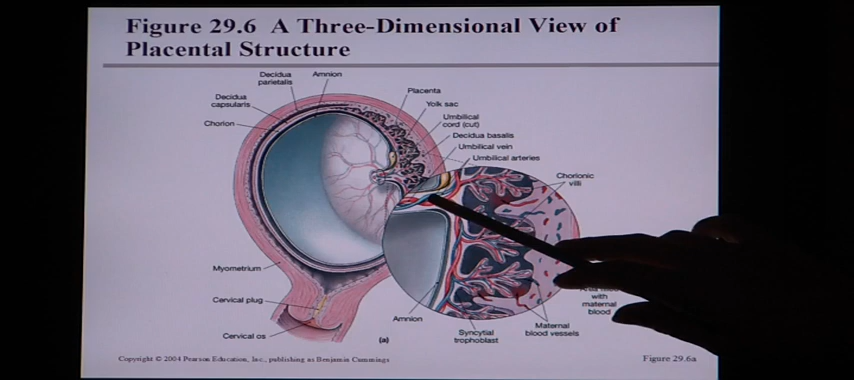 Figure 29.6 A Three-Dimensional View of
Placental Structure
Decidua
parietalis
Amnion
Decidua
capsularis
Chorion
Placenta
Yolk sac
Umbilical
cord (cut)
Decidua basalis
Umbilical vein
Umbilical arteries
Chorionic
villi
Myometrium
Cervical plug
Cervical os
(a)
Amnion
Syncytial
trophoblast
Maternal
blood vessels
Area filled
with
maternal
blood
Copyright © 2004 Pearson Education, Inc., publishing as Benjamin Cummings
Figure 29.6a